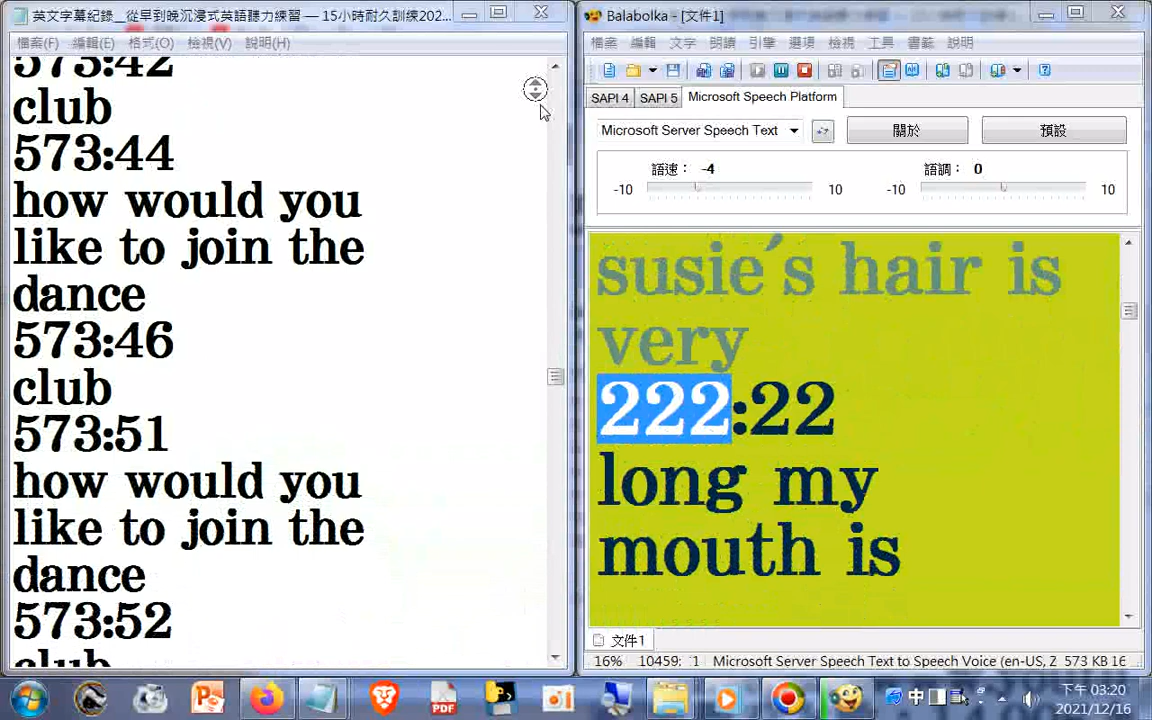 英文字幕紀錄__從早到晚沉浸式英語聽力練習 — 15小時耐久訓練202...
檔案(F) 編輯(E) 格式(O) 檢視(V) 說明(H)
573:42
club
573:44
how would you
like to join the
dance
573:46
club
573:51
how would you
like to join the
dance
573:52
club
Balabolka - [文件1]
檔案 編輯 文字 朗讀 引擎 選項 檢視 工具 書籤 說明
SAPI 4 SAPI 5 Microsoft Speech Platform
Microsoft Server Speech Text 關於 預設
語速： -4 語調： 0
-10 10 -10 10
susie's hair is
very
222:22
long my
mouth is
文件1
16% 10459: 1 Microsoft Server Speech Text to Speech Voice (en-US, 2 573 KB 16
PDF
中
下午 03:20
2021/12/16